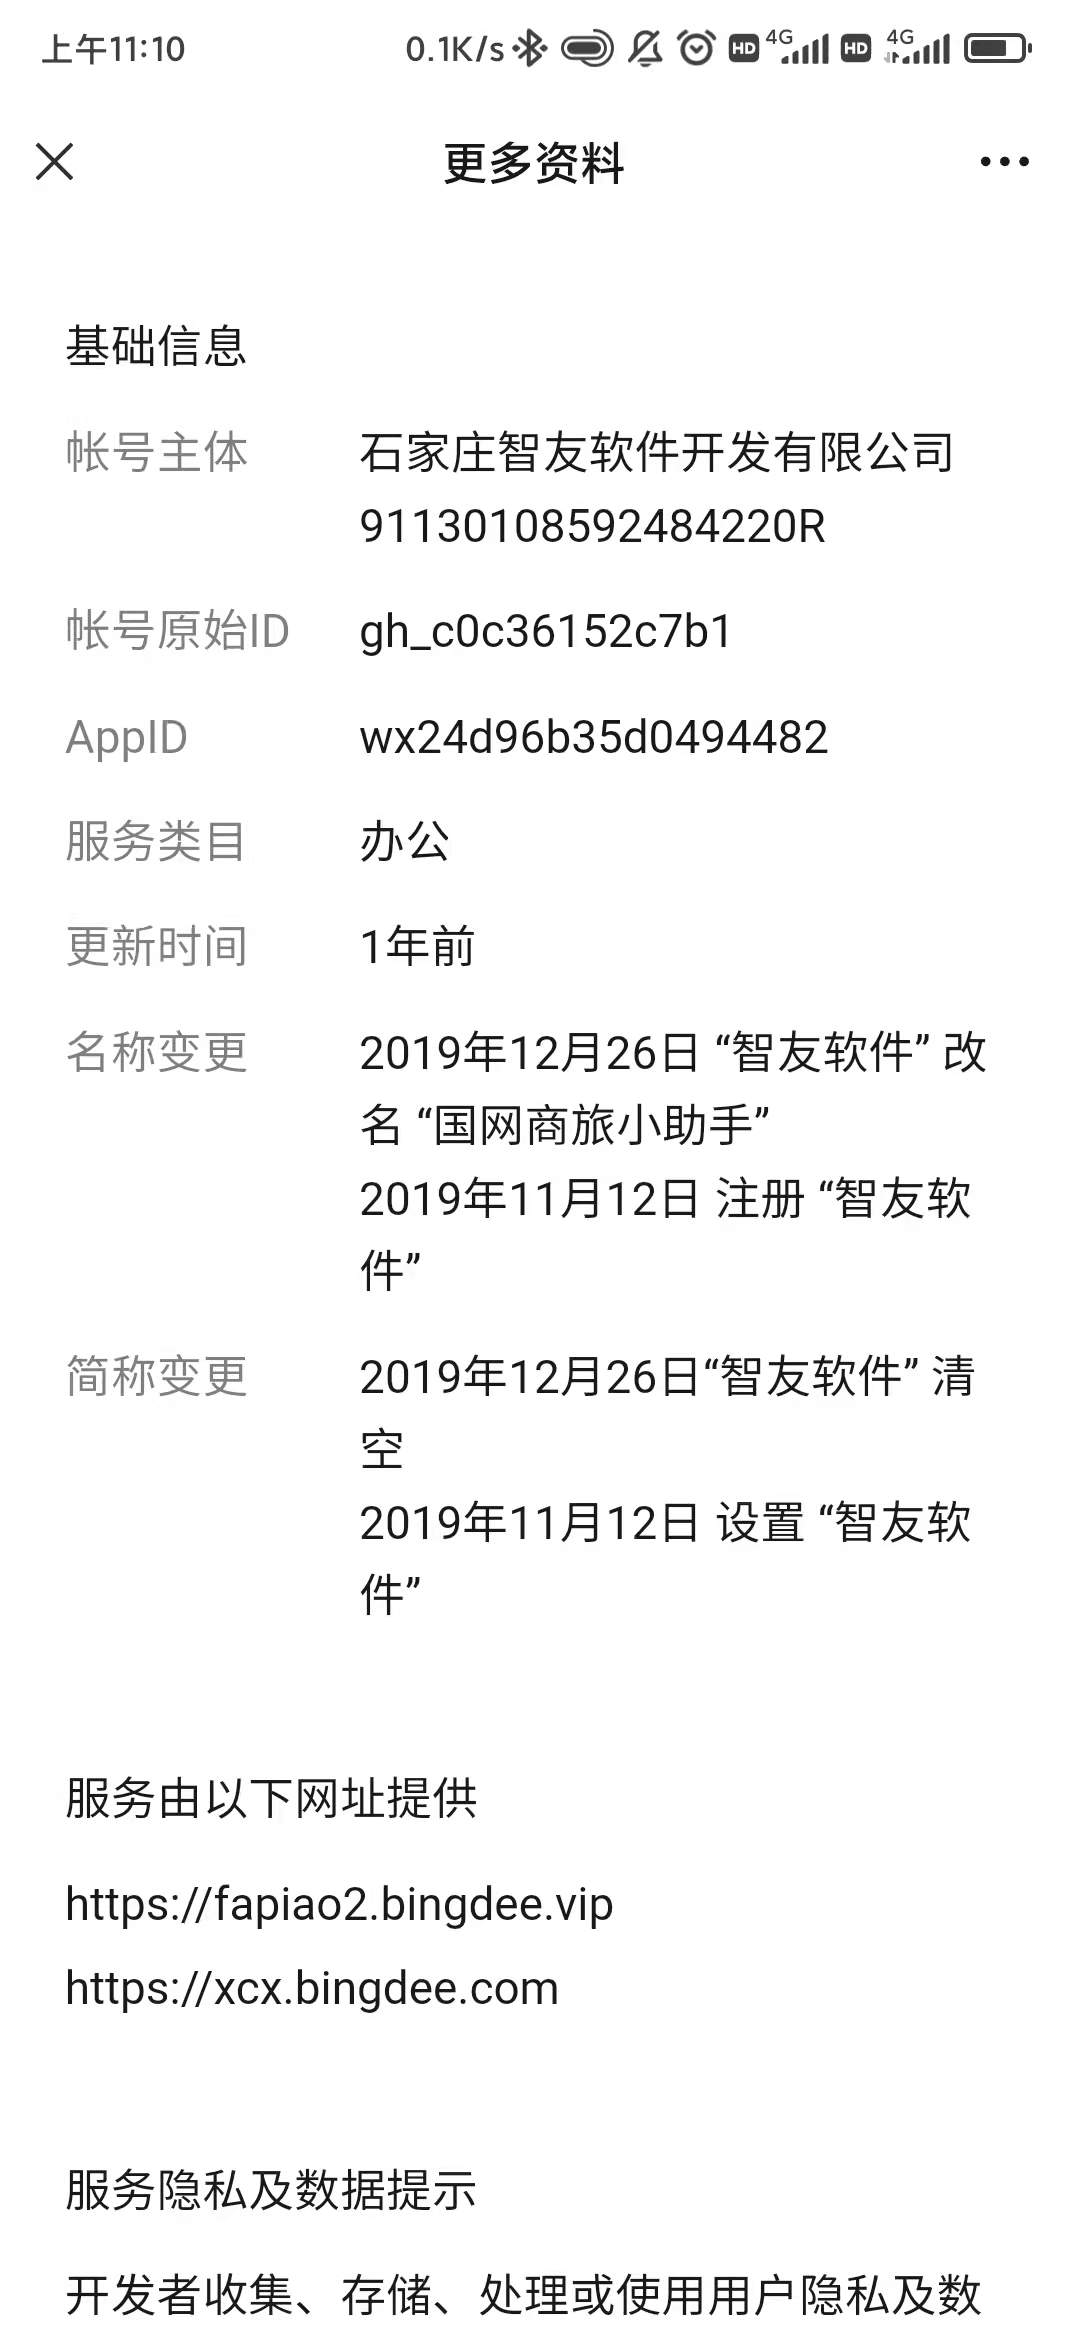 上午11:10
0.1K/s
HD
4G
HD
4G
更多资料
基础信息
帐号主体
石家庄智友软件开发有限公司
91130108592484220R
帐号原始ID
gh_c0c36152c7b1
AppID
wx24d96b35d0494482
服务类目
办公
更新时间
1年前
名称变更
2019年12月26日 “智友软件” 改
名 “国网商旅小助手”
2019年11月12日 注册 “智友软
件”
简称变更
2019年12月26日“智友软件” 清
空
2019年11月12日 设置 “智友软
件”
服务由以下网址提供
https://fapiao2.bingdee.vip
https://xcx.bingdee.com
服务隐私及数据提示
开发者收集、存储、处理或使用用户隐私及数